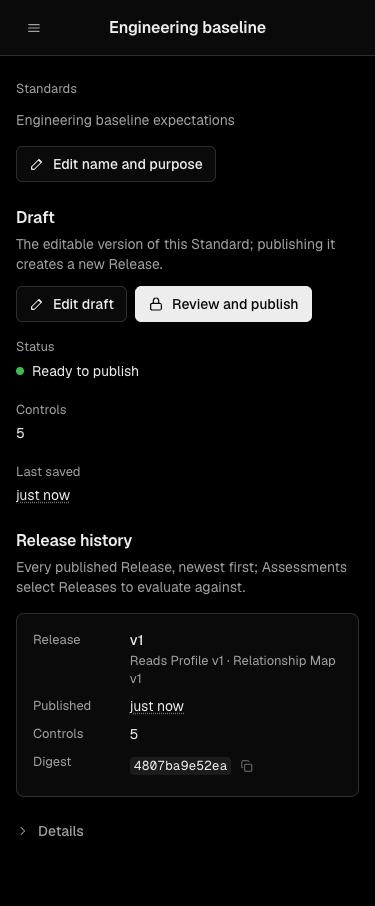 Engineering baseline
Standards
Engineering baseline expectations
Edit name and purpose
Draft
The editable version of this Standard; publishing it
creates a new Release.
Edit draft
Review and publish
Status
Ready to publish
Controls
5
Last saved
just now
Release history
Every published Release, newest first; Assessments
select Releases to evaluate against.
Release
v1
Reads Profile v1 · Relationship Map
v1
Published
just now
Controls
5
Digest
4807ba9e52ea
Details